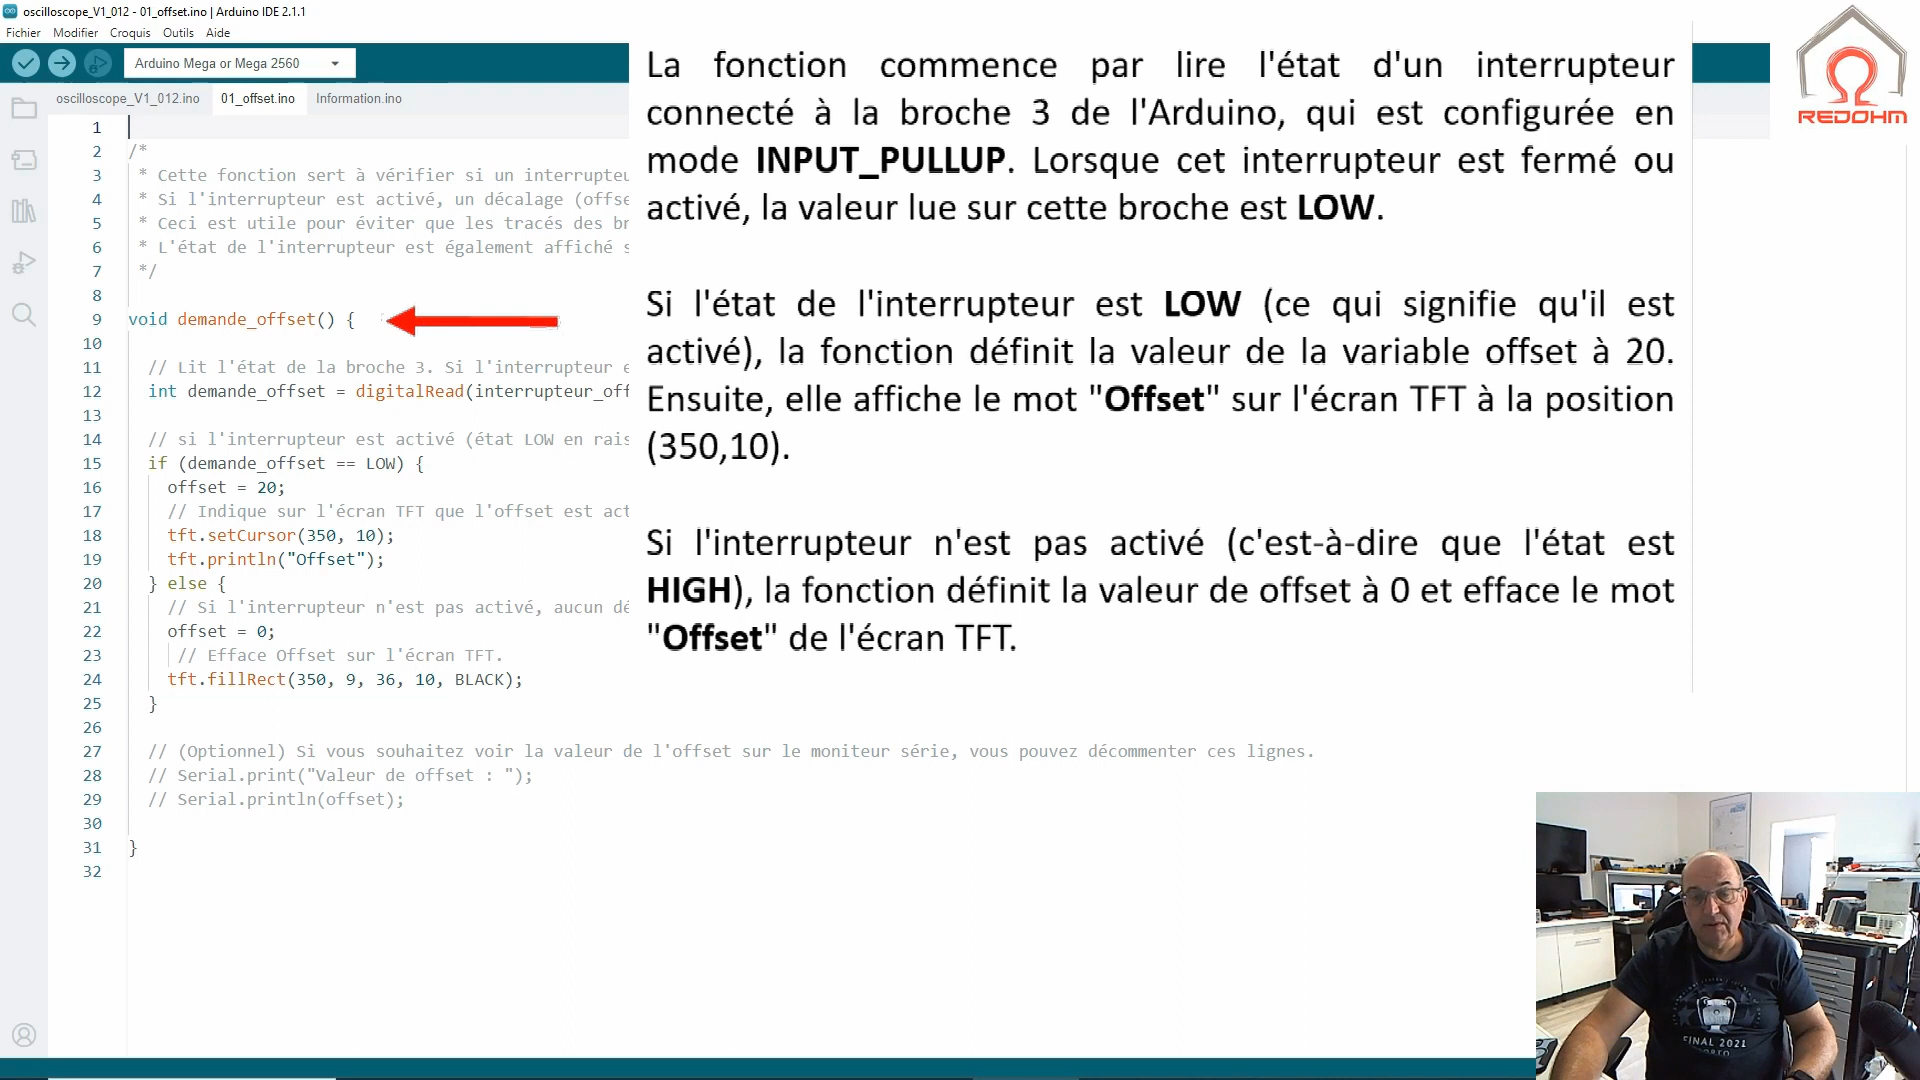 oscilloscope_V1_012 - 01_offset.ino | Arduino IDE 2.1.1
Fichier Modifier Croquis Outils Aide
Arduino Mega or Mega 2560
oscilloscope_V1_012.ino 01_offset.ino Information.ino
1
2 /*
3 * Cette fonction sert à vérifier si un interrupteu
4 * Si l'interrupteur est activé, un décalage (offse
5 * Ceci est utile pour éviter que les tracés des br
6 * L'état de l'interrupteur est également affiché s
7 */
8
9 void demande_offset() {
10
11 // Lit l'état de la broche 3. Si l'interrupteur e
12 int demande_offset = digitalRead(interrupteur_off
13
14 // si l'interrupteur est activé (état LOW en rais
15 if (demande_offset == LOW) {
16 offset = 20;
17 // Indique sur l'écran TFT que l'offset est act
18 tft.setCursor(350, 10);
19 tft.println("Offset");
20 } else {
21 // Si l'interrupteur n'est pas activé, aucun dé
22 offset = 0;
23 // Efface Offset sur l'écran TFT.
24 tft.fillRect(350, 9, 36, 10, BLACK);
25 }
26
27 // (Optionnel) Si vous souhaitez voir la valeur de l'offset sur le moniteur série, vous pouvez décommenter ces lignes.
28 // Serial.print("Valeur de offset : ");
29 // Serial.println(offset);
30
31 }
32
La fonction commence par lire l'état d'un interrupteur
connecté à la broche 3 de l'Arduino, qui est configurée en
mode INPUT_PULLUP. Lorsque cet interrupteur est fermé ou
activé, la valeur lue sur cette broche est LOW.
Si l'état de l'interrupteur est LOW (ce qui signifie qu'il est
activé), la fonction définit la valeur de la variable offset à 20.
Ensuite, elle affiche le mot "Offset" sur l'écran TFT à la position
(350,10).
Si l'interrupteur n'est pas activé (c'est-à-dire que l'état est
HIGH), la fonction définit la valeur de offset à 0 et efface le mot
"Offset" de l'écran TFT.
REDOHM
FINAL 2021
PORTO